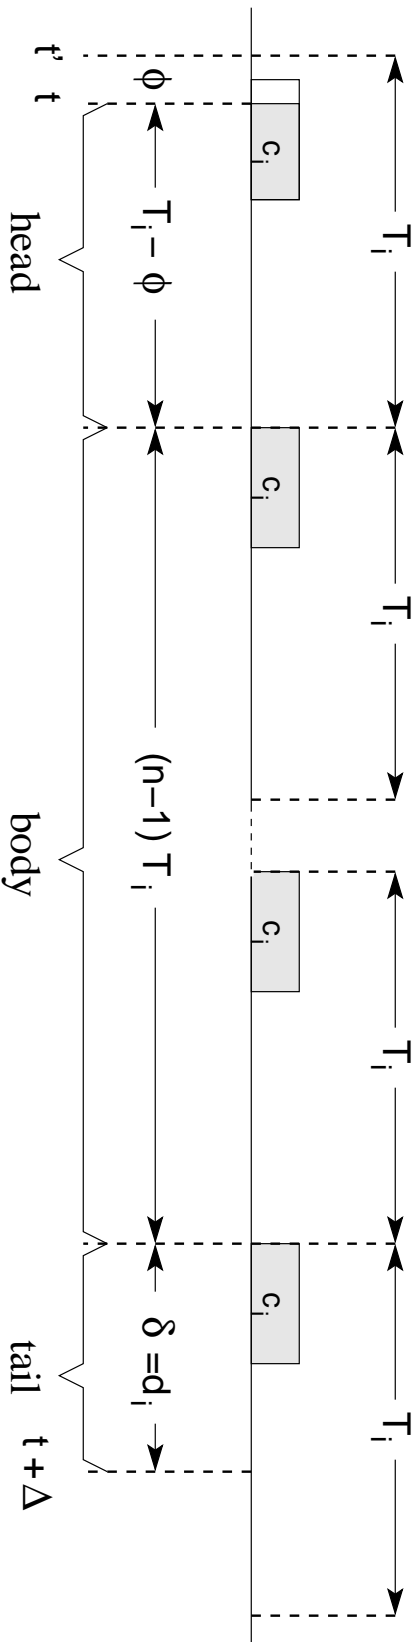 T_i T_i T_i T_i
c_i c_i c_i c_i
ϕ T_i − ϕ (n−1) T_i δ =d_i
t' t head body tail t + Δ